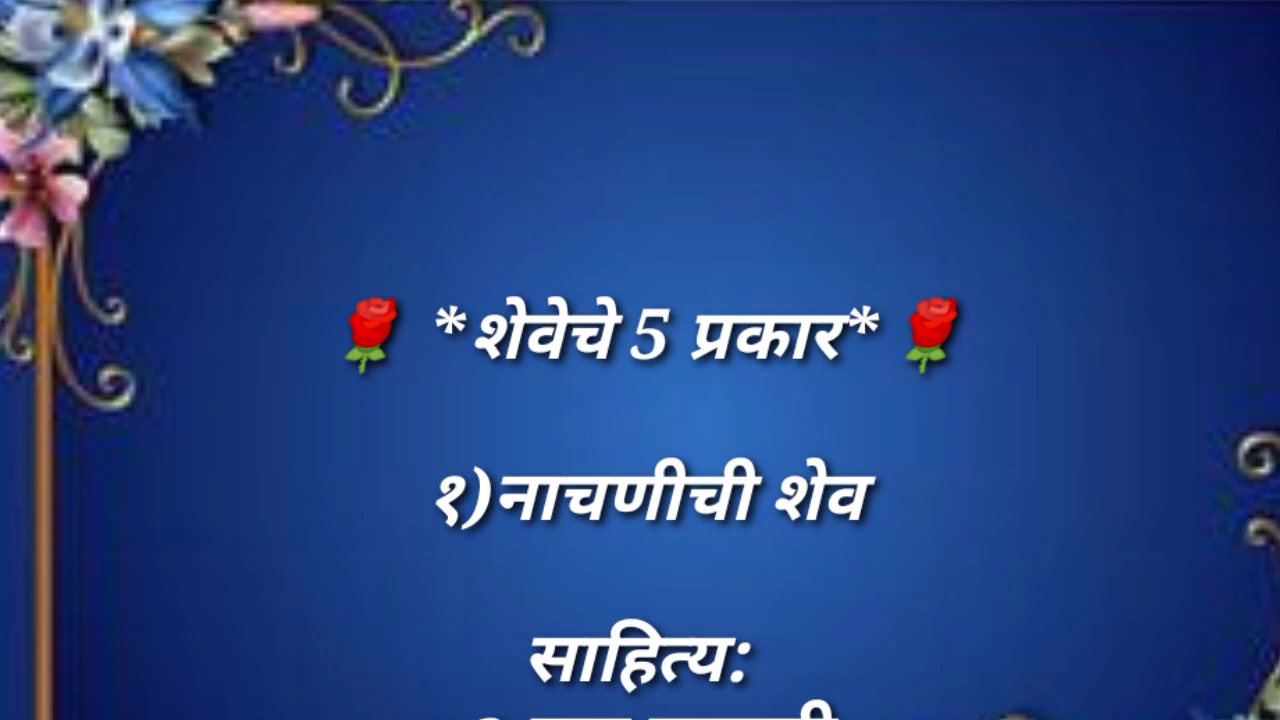 🌹 *शेवेचे 5 प्रकार* 🌹
१)नाचणीची शेव
साहित्य: